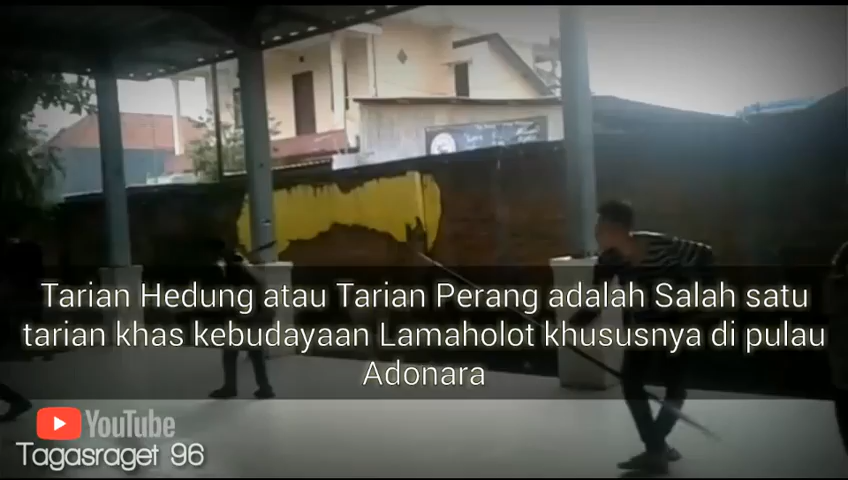 Tarian Hedung atau Tarian Perang adalah Salah satu
tarian khas kebudayaan Lamaholot khususnya di pulau
Adonara
YouTube
Tagasraget 96